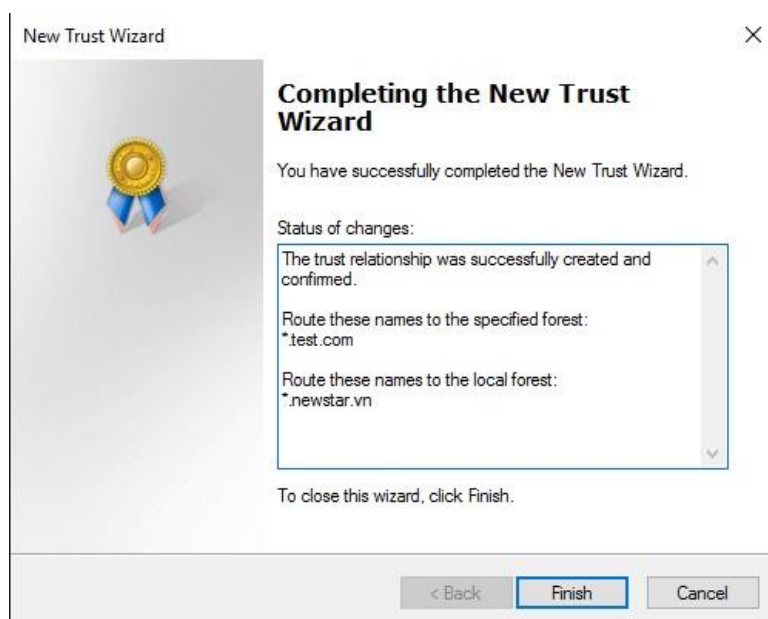 New Trust Wizard
Completing the New Trust
Wizard
You have successfully completed the New Trust Wizard.
Status of changes:
The trust relationship was successfully created and
confirmed.
Route these names to the specified forest:
*.test.com
Route these names to the local forest:
*.newstar.vn
To close this wizard, click Finish.
< Back
Finish
Cancel